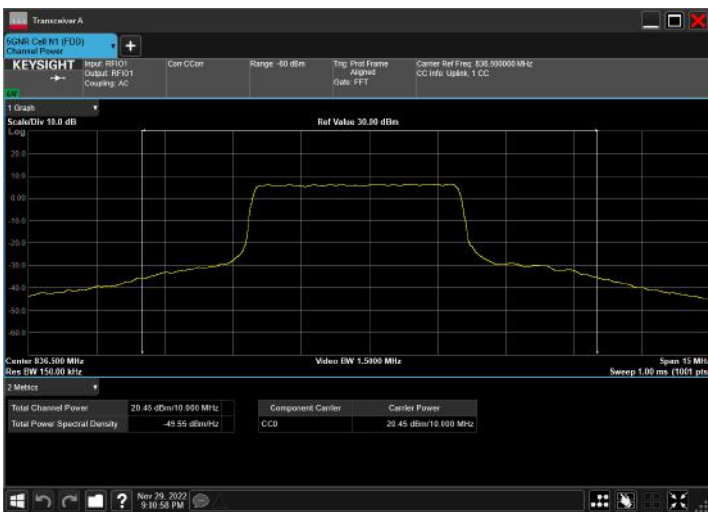 Transceiver A
5GNR Cell N1 (FDD)
Channel Power
KEYSIGHT
Input: RFIO1
Output: RFIO1
Coupling: AC
Corr CCorr
Range: -60 dBm
Trig: Prot Frame
Aligned
Gate: FFT
Carrier Ref Freq: 836.500000 MHz
CC Info: Uplink, 1 CC
1 Graph
Scale/Div 10.0 dB
Ref Value 30.00 dBm
Log
20.0
10.0
0.00
-10.0
-20.0
-30.0
-40.0
-50.0
-60.0
Center 836.500 MHz
Video BW 1.5000 MHz
Span 15 MH
Res BW 150.00 kHz
Sweep 1.00 ms (1001 pts
2 Metrics
Total Channel Power 20.45 dBm/10.000 MHz
Total Power Spectral Density -49.55 dBm/Hz
Component Carrier Carrier Power
CC0 20.45 dBm/10.000 MHz
Nov 29, 2022
9:10:58 PM